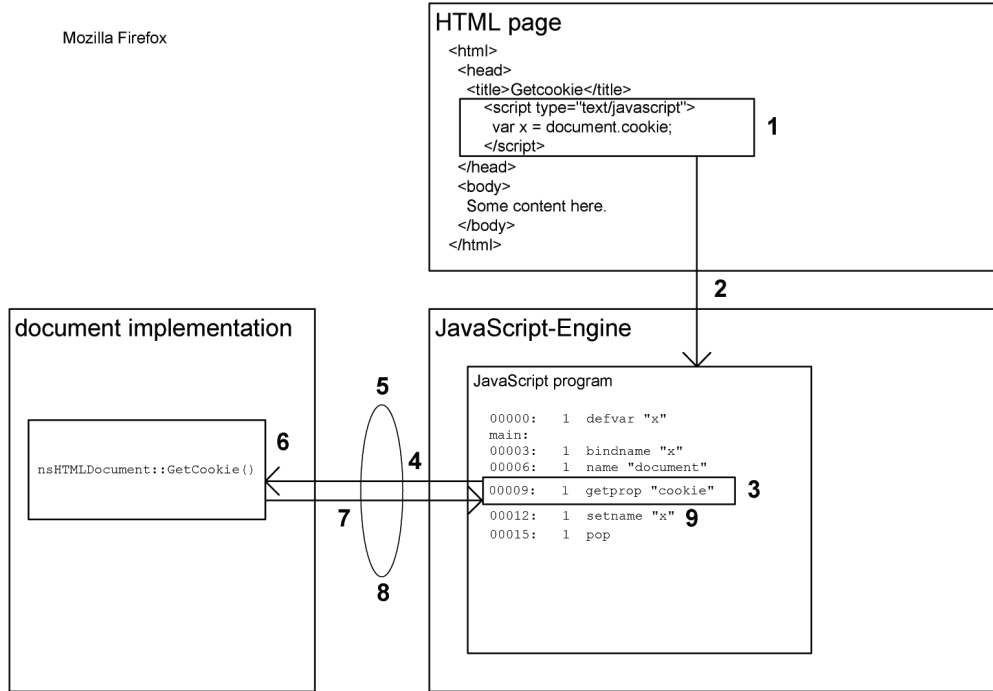 Mozilla Firefox
HTML page
<html>
<head>
<title>Getcookie</title>
<script type="text/javascript">
var x = document.cookie;
</script>
1
</head>
<body>
Some content here.
</body>
</html>
2
document implementation
JavaScript-Engine
JavaScript program
5
00000: 1 defvar "x"
main:
6
00003: 1 bindname "x"
nsHTMLDocument::GetCookie()
4
00006: 1 name "document"
00009: 1 getprop "cookie" 3
7
00012: 1 setname "x" 9
00015: 1 pop
8